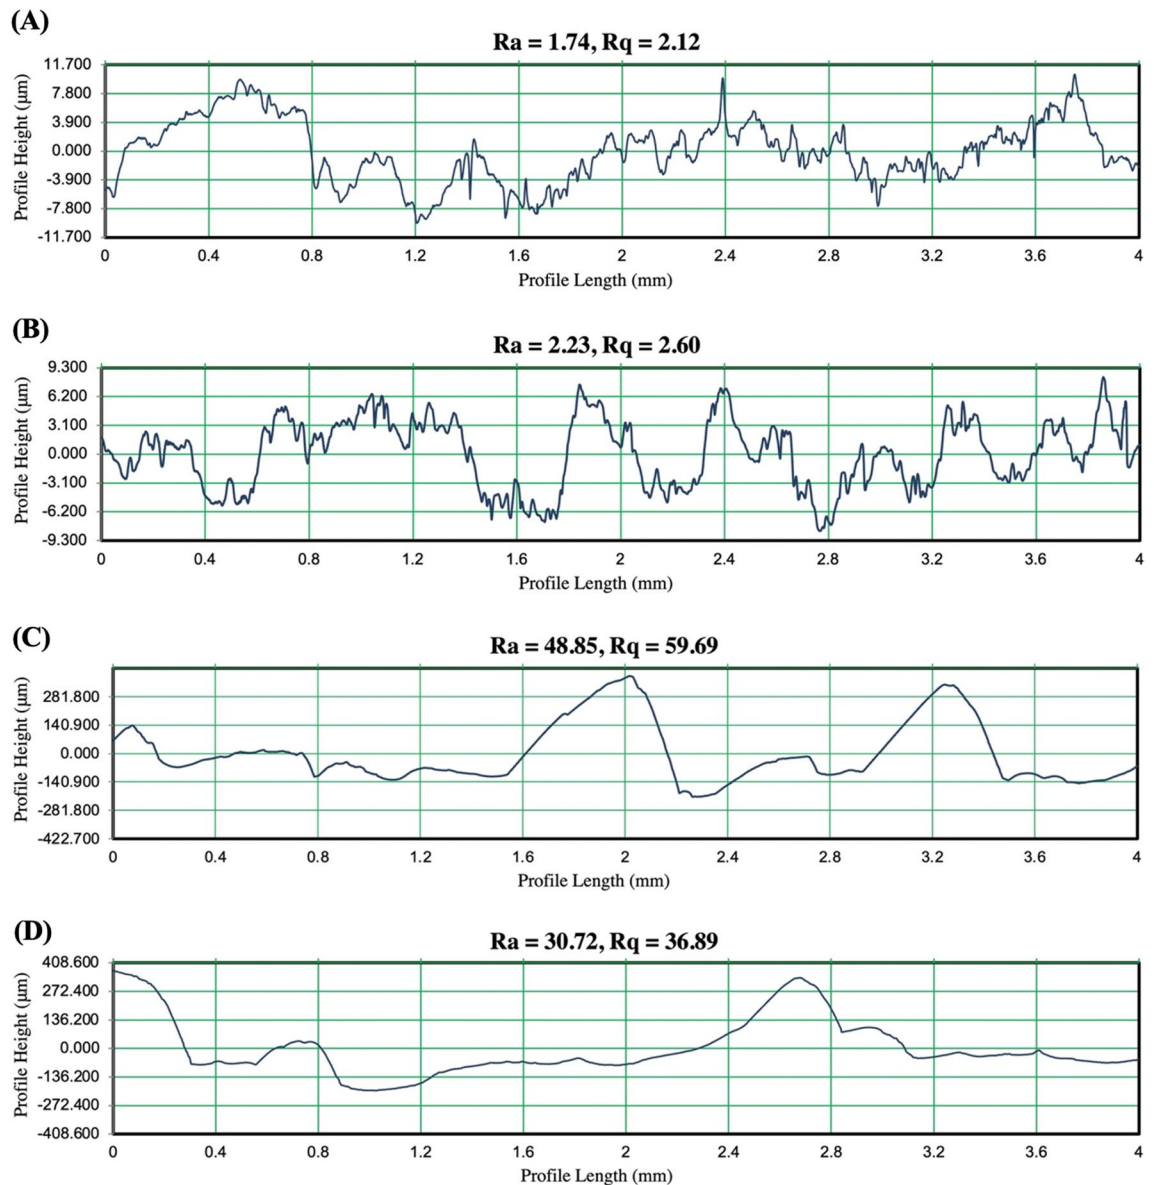 (A)
Ra = 1.74, Rq = 2.12
Profile Height (µm)
11.700
7.800
3.900
0.000
-3.900
-7.800
-11.700
0 0.4 0.8 1.2 1.6 2 2.4 2.8 3.2 3.6 4
Profile Length (mm)
(B)
Ra = 2.23, Rq = 2.60
Profile Height (µm)
9.300
6.200
3.100
0.000
-3.100
-6.200
-9.300
0 0.4 0.8 1.2 1.6 2 2.4 2.8 3.2 3.6 4
Profile Length (mm)
(C)
Ra = 48.85, Rq = 59.69
Profile Height (µm)
281.800
140.900
0.000
-140.900
-281.800
-422.700
0 0.4 0.8 1.2 1.6 2 2.4 2.8 3.2 3.6 4
Profile Length (mm)
(D)
Ra = 30.72, Rq = 36.89
Profile Height (µm)
408.600
272.400
136.200
0.000
-136.200
-272.400
-408.600
0 0.4 0.8 1.2 1.6 2 2.4 2.8 3.2 3.6 4
Profile Length (mm)